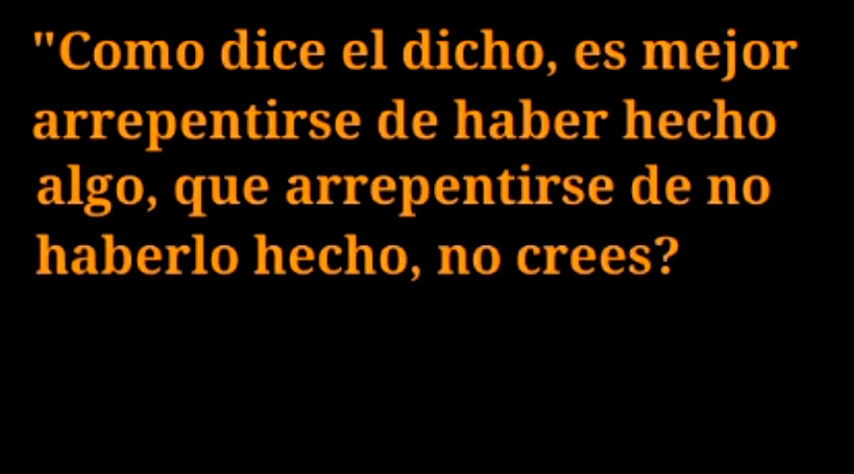 "Como dice el dicho, es mejor
arrepentirse de haber hecho
algo, que arrepentirse de no
haberlo hecho, no crees?